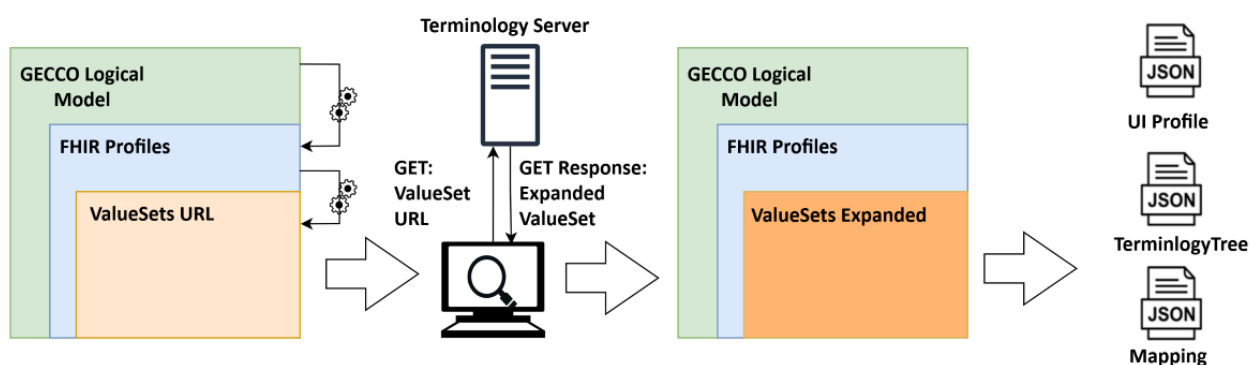 Terminology Server
GECCO Logical
Model
FHIR Profiles
ValueSets URL
GET:
ValueSet
URL
GET Response:
Expanded
ValueSet
GECCO Logical
Model
FHIR Profiles
ValueSets Expanded
JSON
UI Profile
JSON
TerminlogyTree
JSON
Mapping